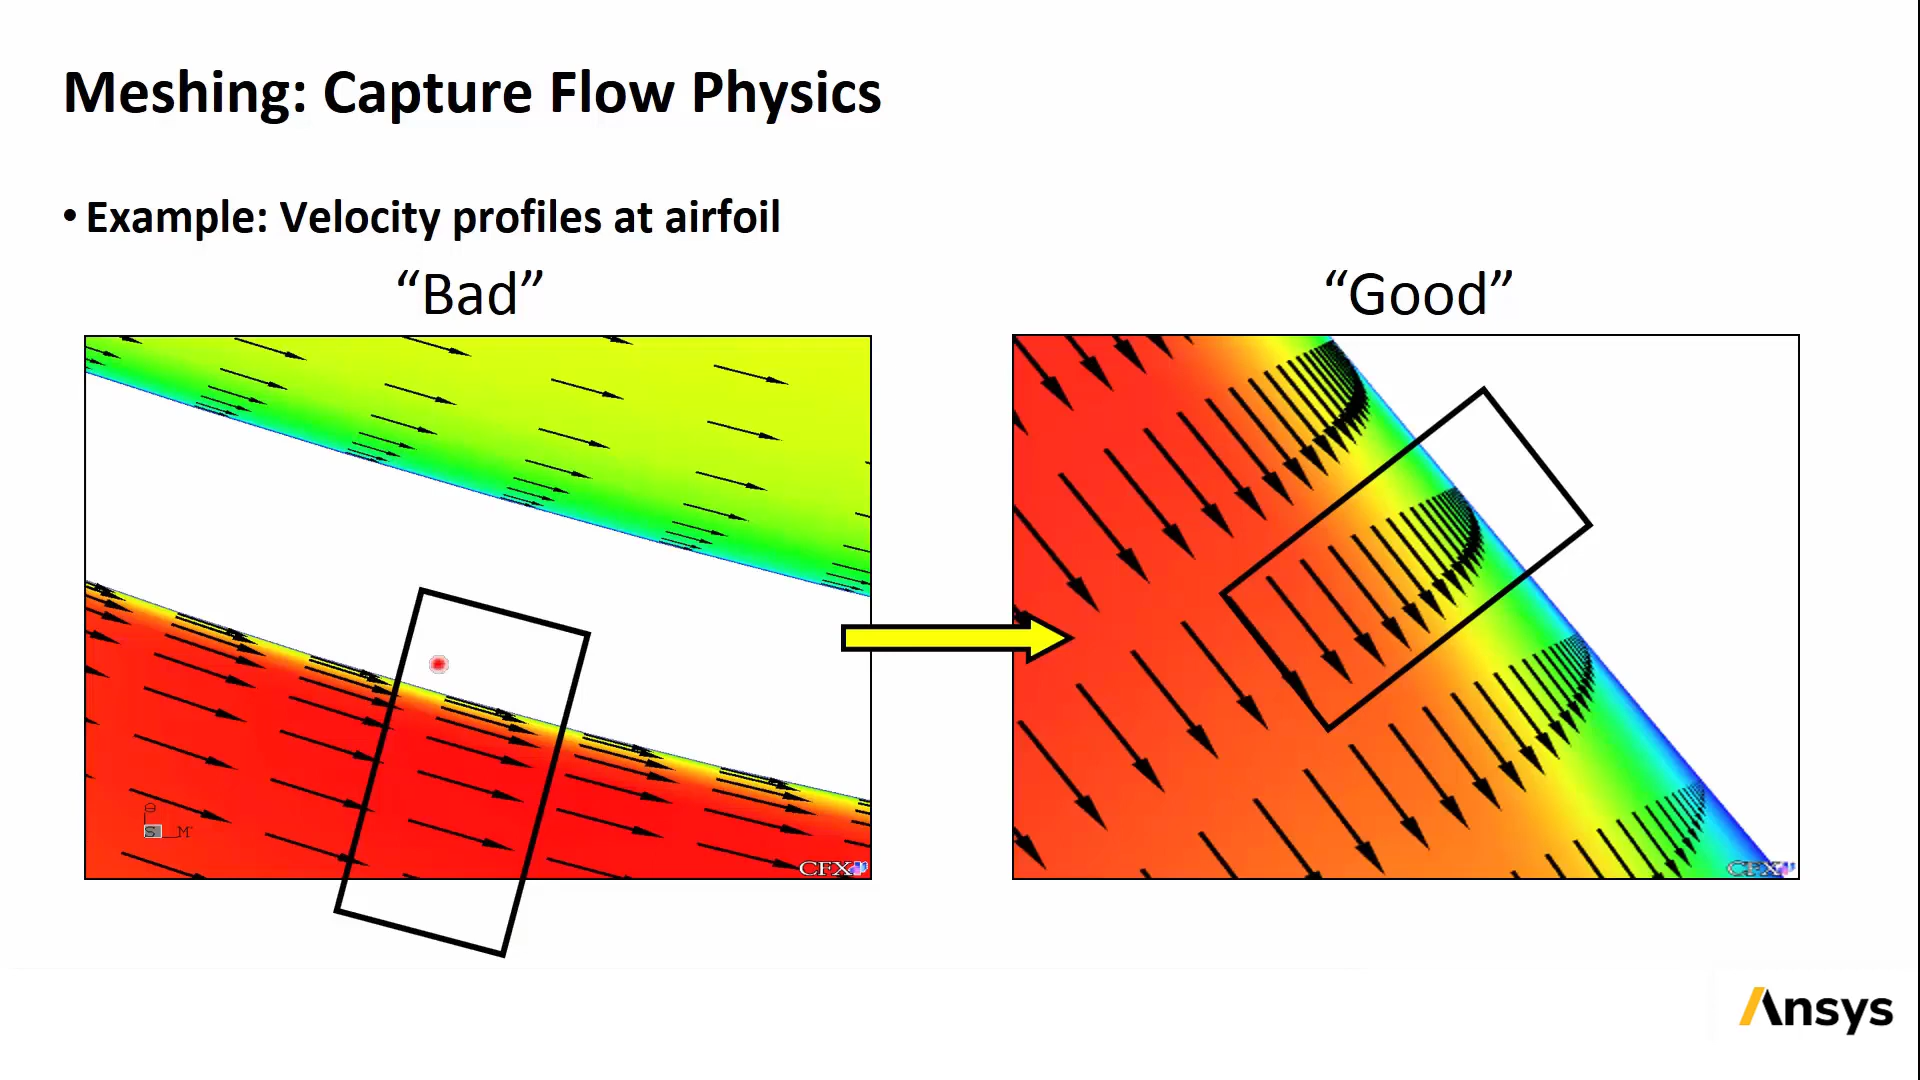 Meshing: Capture Flow Physics
• Example: Velocity profiles at airfoil
“Bad”
“Good”
Θ
S M
CFX
CFX
Ansys